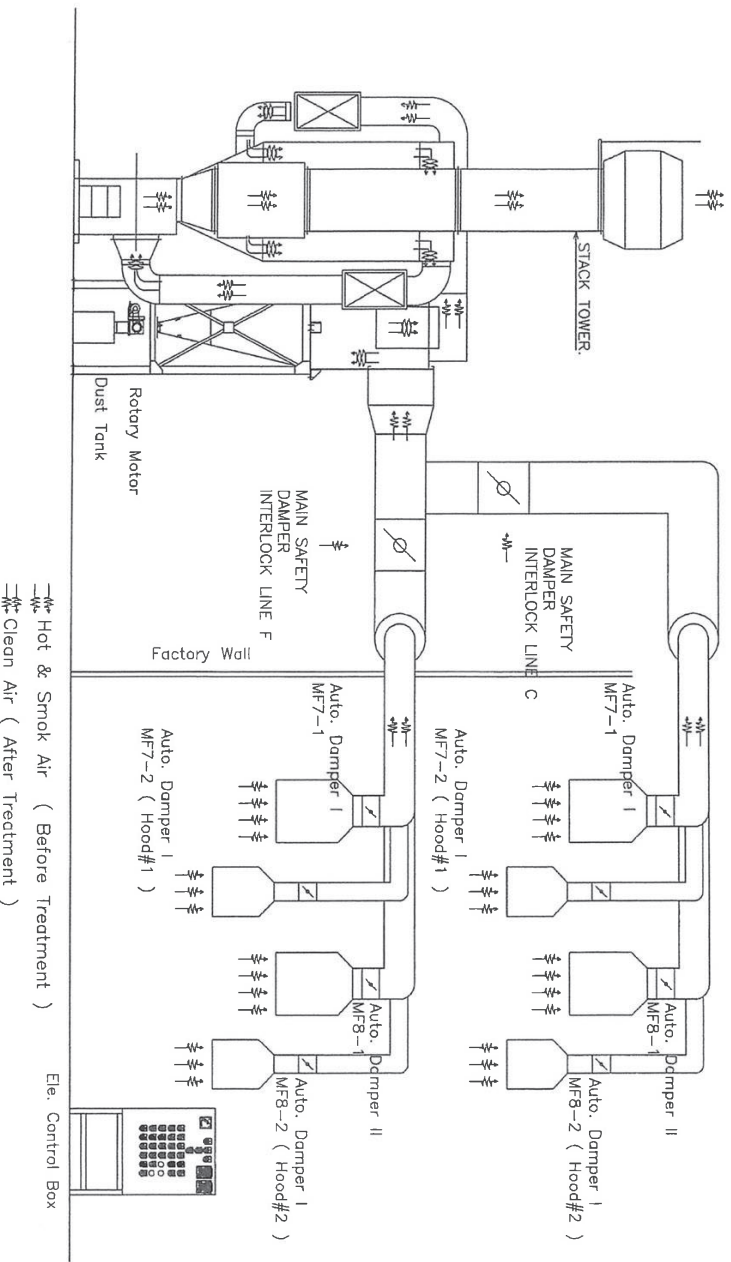 STACK TOWER.
MAIN SAFETY
DAMPER
INTERLOCK LINE C
Auto. Damper I
MF7-1
Auto. Damper I
MF7-2 ( Hood#1 )
Auto. Damper II
MF8-1
Auto. Damper I
MF8-2 ( Hood#2 )
MAIN SAFETY
DAMPER
INTERLOCK LINE F
Auto. Damper I
MF7-1
Auto. Damper I
MF7-2 ( Hood#1 )
Auto. Damper II
MF8-1
Auto. Damper I
MF8-2 ( Hood#2 )
Rotary Motor
Dust Tank
Factory Wall
Ele. Control Box
Hot & Smok Air ( Before Treatment )
Clean Air ( After Treatment )